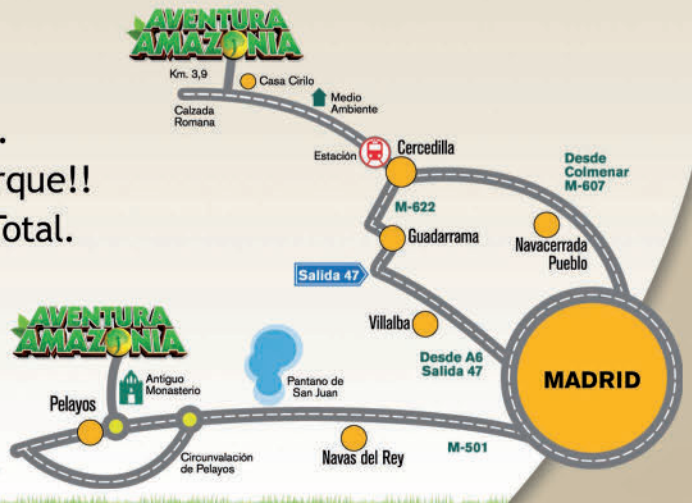 AVENTURA
AMAZONIA
Km. 3,9
Casa Cirilo
Calzada
Romana
Medio
Ambiente
Estación
Cercedilla
Desde
Colmenar
M-607
rque!!
Total.
M-622
Guadarrama
Navacerrada
Pueblo
Salida 47
Villalba
Desde A6
Salida 47
MADRID
AVENTURA
AMAZONIA
Antiguo
Monasterio
Pantano de
San Juan
Pelayos
Circunvalación
de Pelayos
Navas del Rey
M-501